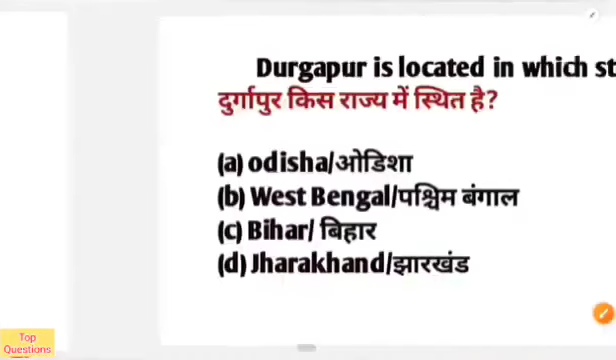 Durgapur is located in which st
दुर्गापुर किस राज्य में स्थित है?
(a) odisha/ओडिशा
(b) West Bengal/पश्चिम बंगाल
(c) Bihar/ बिहार
(d) Jharakhand/झारखंड
Top
Questions